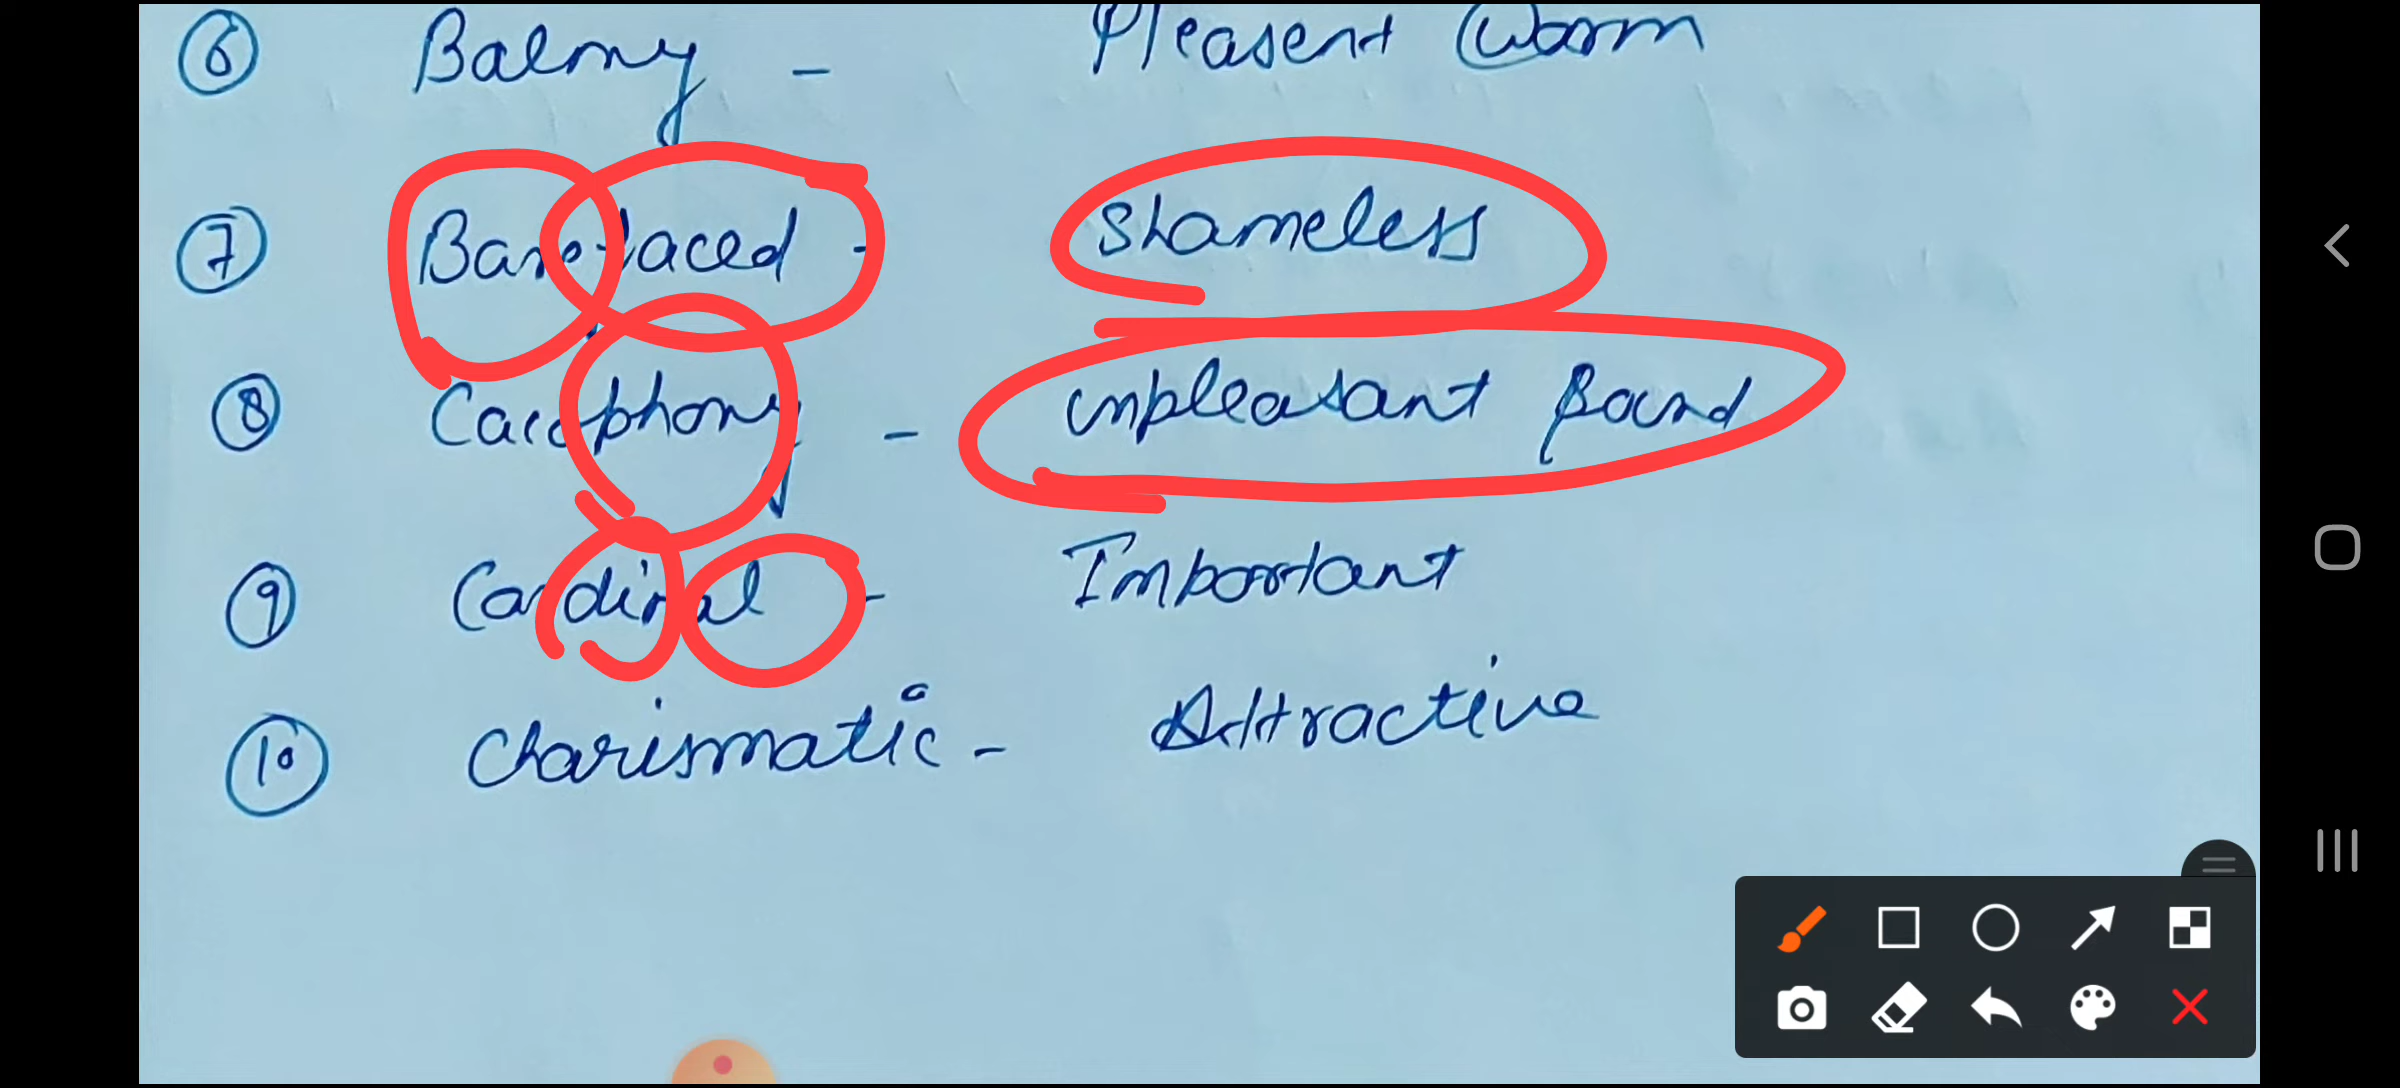 6 Balmy - Pleasent Warm
7 Barefaced - Shameless
8 Cacophony - unpleasant sound
9 Cardinal - Important
10 Charismatic - Attractive